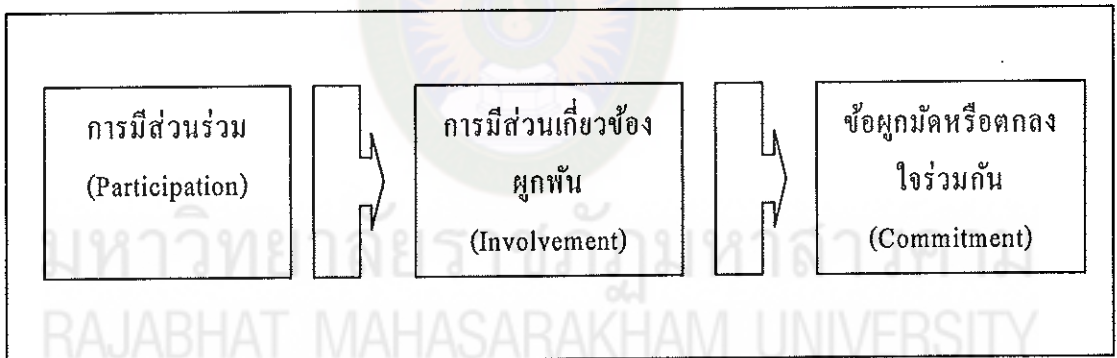 การมีส่วนร่วม
(Participation)
การมีส่วนเกี่ยวข้อง
ผูกพัน
(Involvement)
ข้อผูกมัดหรือตกลง
ใจร่วมกัน
(Commitment)
มหาวิทยาลัยราชภัฏมหาสารคาม
RAJABHAT MAHASARAKHAM UNIVERSITY